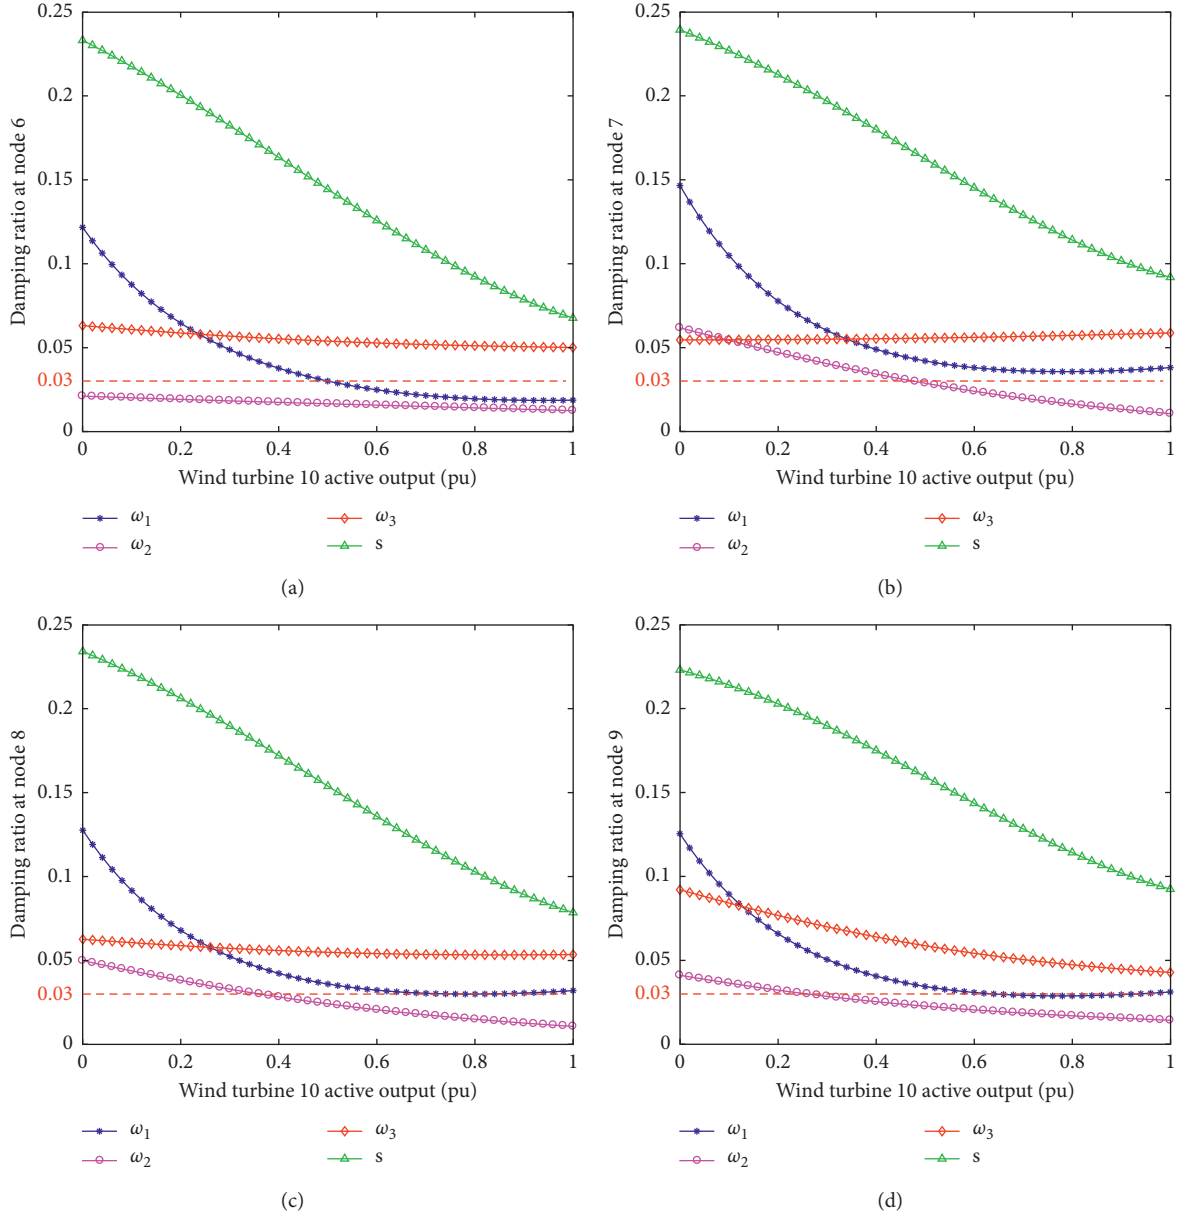 0.25
0.2
0.15
0.1
0.05
0.03
0
Damping ratio at node 6
0 0.2 0.4 0.6 0.8 1
Wind turbine 10 active output (pu)
ω1 ω3
ω2 s
(a)
0.25
0.2
0.15
0.1
0.05
0.03
0
Damping ratio at node 7
0 0.2 0.4 0.6 0.8 1
Wind turbine 10 active output (pu)
ω1 ω3
ω2 s
(b)
0.25
0.2
0.15
0.1
0.05
0.03
0
Damping ratio at node 8
0 0.2 0.4 0.6 0.8 1
Wind turbine 10 active output (pu)
ω1 ω3
ω2 s
(c)
0.25
0.2
0.15
0.1
0.05
0.03
0
Damping ratio at node 9
0 0.2 0.4 0.6 0.8 1
Wind turbine 10 active output (pu)
ω1 ω3
ω2 s
(d)